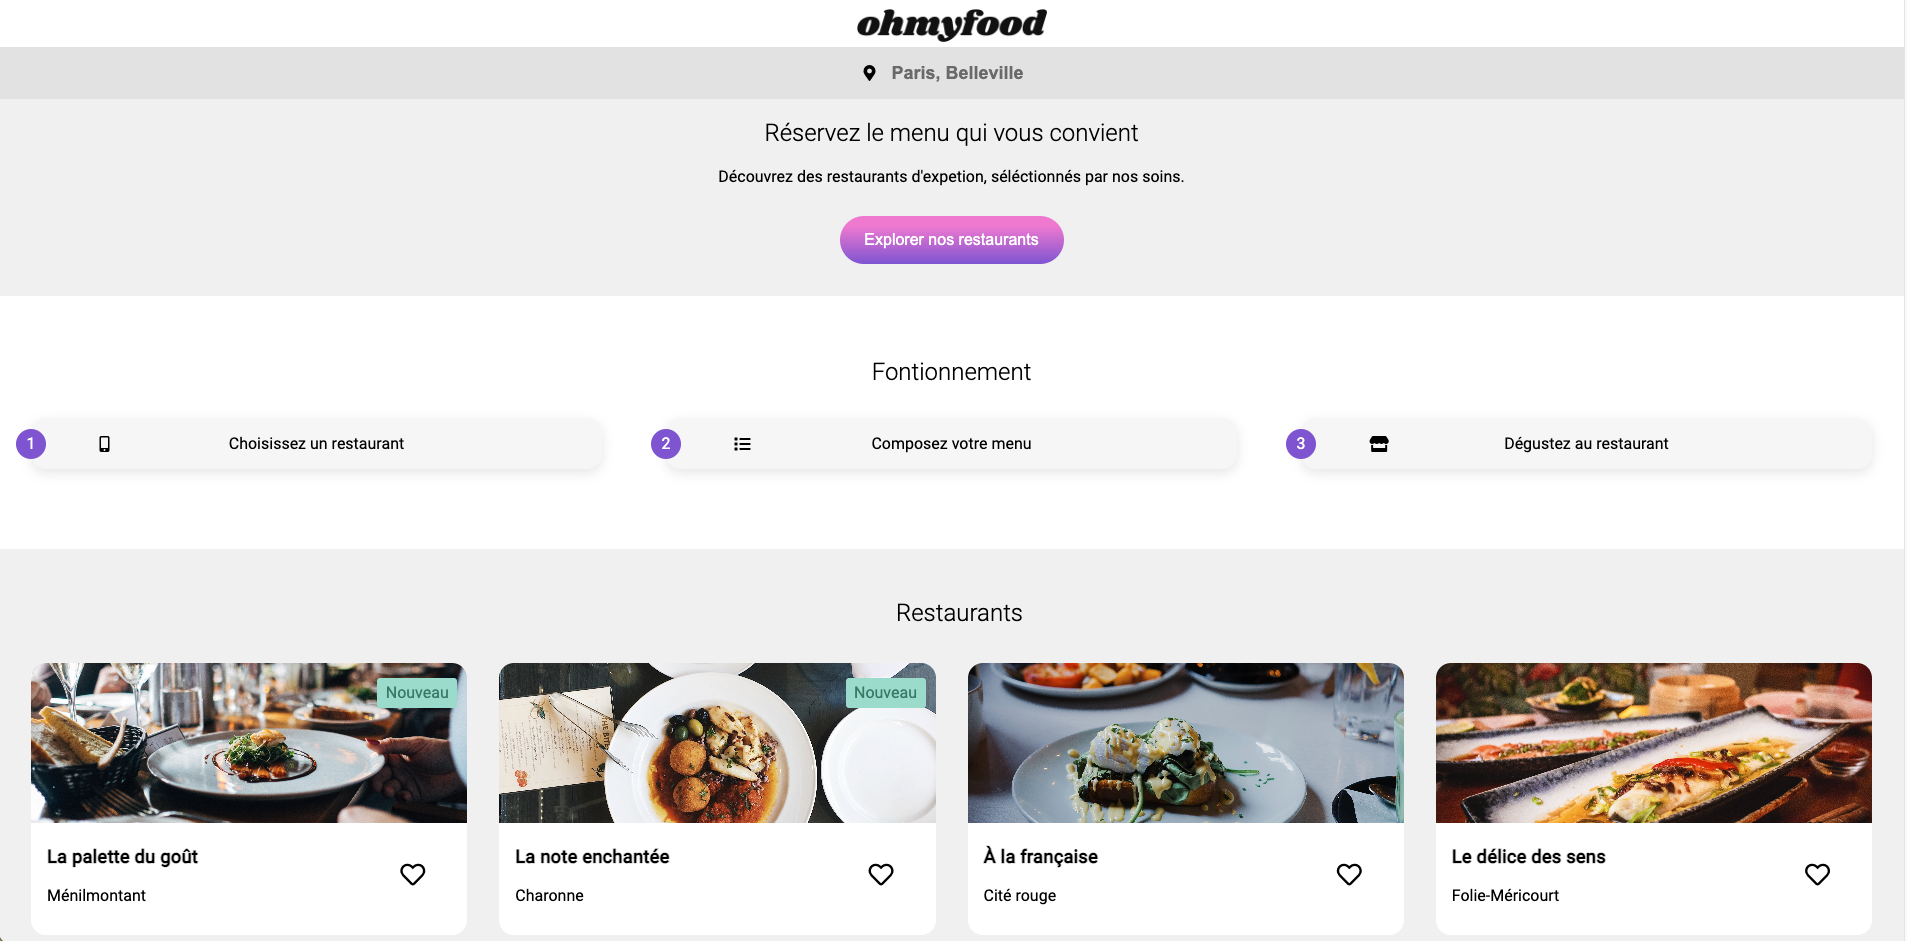 ohmyfood
Paris, Belleville
Réservez le menu qui vous convient
Découvrez des restaurants d'expetion, séléctionnés par nos soins.
Explorer nos restaurants
Fontionnement
1 Choisissez un restaurant
2 Composez votre menu
3 Dégustez au restaurant
Restaurants
Nouveau
Nouveau
La palette du goût
Ménilmontant
La note enchantée
Charonne
À la française
Cité rouge
Le délice des sens
Folie-Méricourt